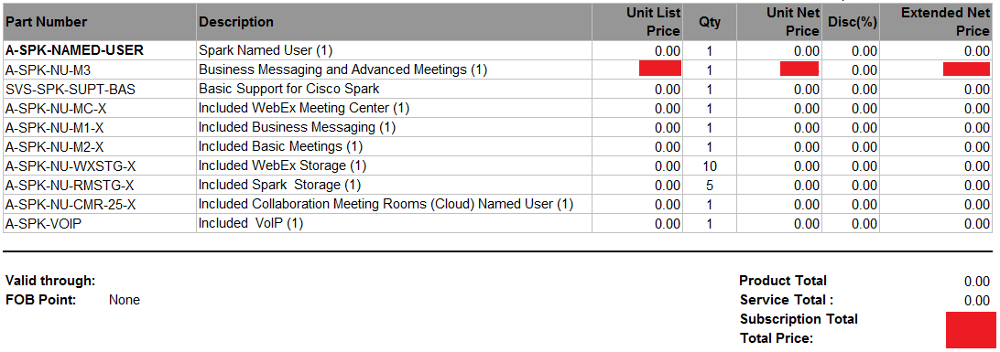 Part Number Description Unit List Price Qty Unit Net Price Disc(%) Extended Net Price
A-SPK-NAMED-USER Spark Named User (1) 0.00 1 0.00 0.00 0.00
A-SPK-NU-M3 Business Messaging and Advanced Meetings (1) 1 0.00
SVS-SPK-SUPT-BAS Basic Support for Cisco Spark 0.00 1 0.00 0.00 0.00
A-SPK-NU-MC-X Included WebEx Meeting Center (1) 0.00 1 0.00 0.00 0.00
A-SPK-NU-M1-X Included Business Messaging (1) 0.00 1 0.00 0.00 0.00
A-SPK-NU-M2-X Included Basic Meetings (1) 0.00 1 0.00 0.00 0.00
A-SPK-NU-WXSTG-X Included WebEx Storage (1) 0.00 10 0.00 0.00 0.00
A-SPK-NU-RMSTG-X Included Spark Storage (1) 0.00 5 0.00 0.00 0.00
A-SPK-NU-CMR-25-X Included Collaboration Meeting Rooms (Cloud) Named User (1) 0.00 1 0.00 0.00 0.00
A-SPK-VOIP Included VoIP (1) 0.00 1 0.00 0.00 0.00
Valid through: Product Total 0.00
FOB Point: None Service Total : 0.00
Subscription Total
Total Price: